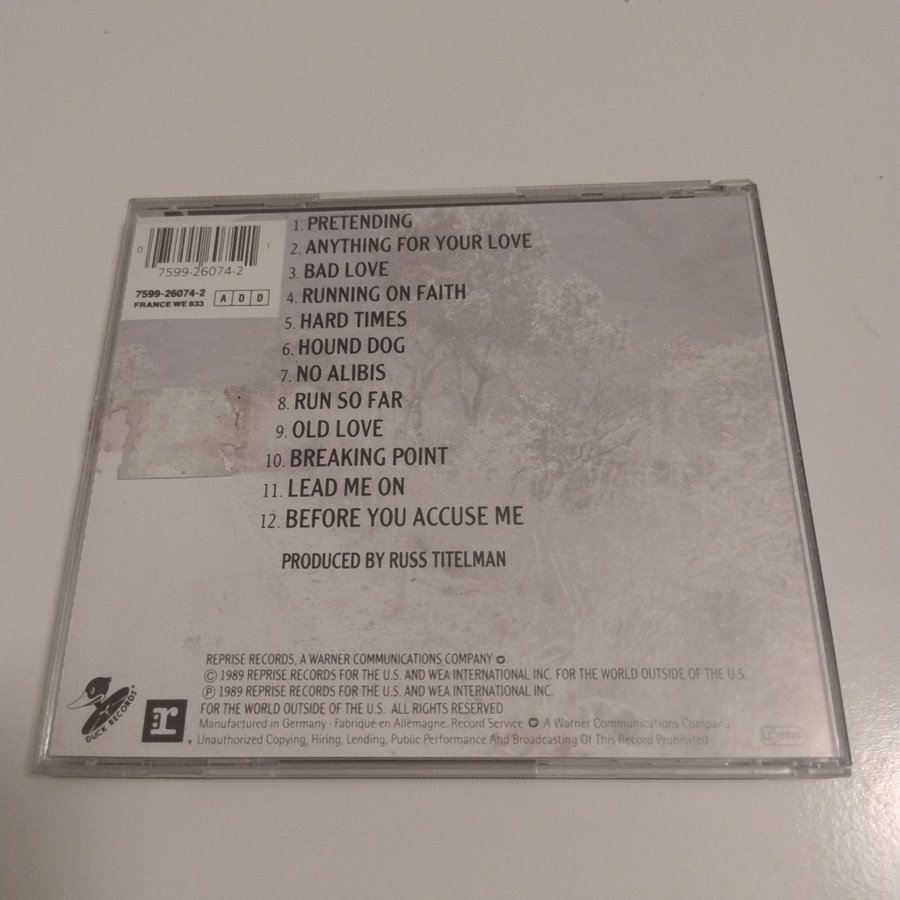 0 1
7599-26074-2
7599-26074-2
FRANCE WE 833
A D D
1. PRETENDING
2. ANYTHING FOR YOUR LOVE
3. BAD LOVE
4. RUNNING ON FAITH
5. HARD TIMES
6. HOUND DOG
7. NO ALIBIS
8. RUN SO FAR
9. OLD LOVE
10. BREAKING POINT
11. LEAD ME ON
12. BEFORE YOU ACCUSE ME
PRODUCED BY RUSS TITELMAN
REPRISE RECORDS, A WARNER COMMUNICATIONS COMPANY
© 1989 REPRISE RECORDS FOR THE U.S. AND WEA INTERNATIONAL INC. FOR THE WORLD OUTSIDE OF THE U.S.
℗ 1989 REPRISE RECORDS FOR THE U.S. AND WEA INTERNATIONAL INC.
FOR THE WORLD OUTSIDE OF THE U.S. ALL RIGHTS RESERVED
Manufactured in Germany · Fabriqué en Allemagne. Record Service A Warner Communications Company
Unauthorized Copying, Hiring, Lending, Public Performance And Broadcasting Of This Record Prohibited
DUCK RECORDS
r
LC